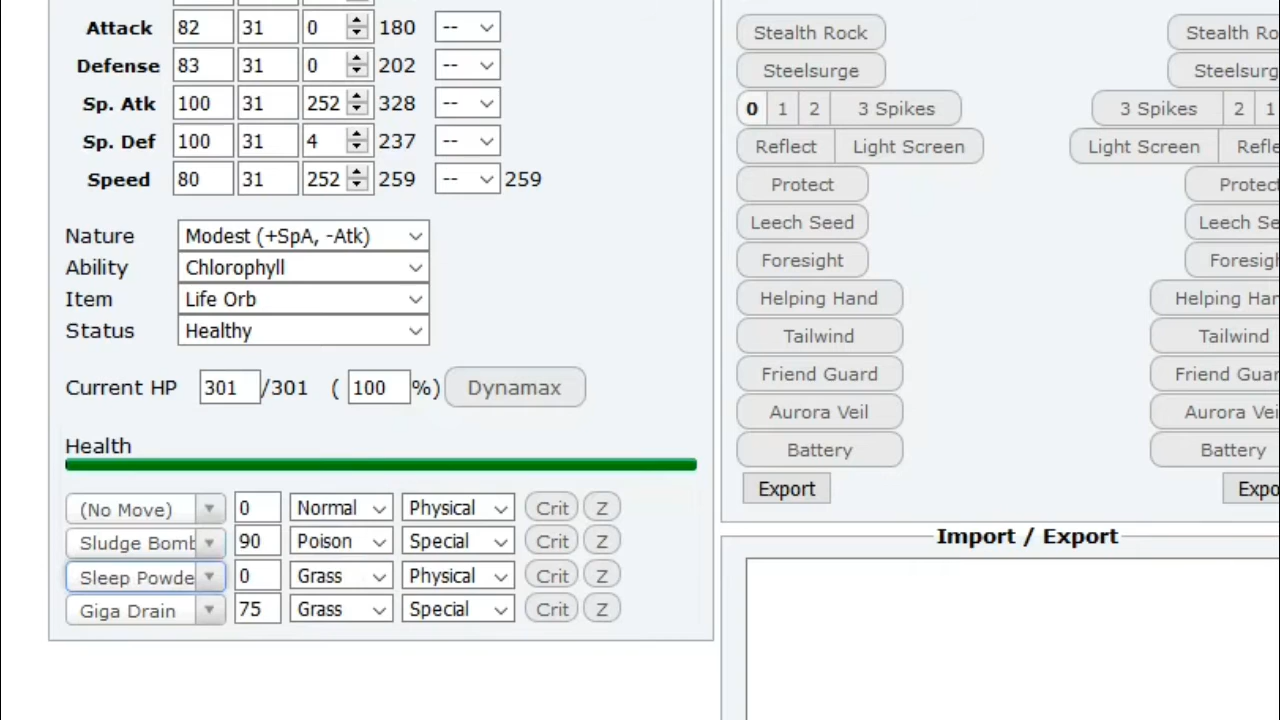 Attack 82 31 0 180 --
Defense 83 31 0 202 --
Sp. Atk 100 31 252 328 --
Sp. Def 100 31 4 237 --
Speed 80 31 252 259 -- 259
Nature Modest (+SpA, -Atk)
Ability Chlorophyll
Item Life Orb
Status Healthy
Current HP 301 /301 ( 100 %) Dynamax
Health
(No Move) 0 Normal Physical Crit Z
Sludge Bomb 90 Poison Special Crit Z
Sleep Powde 0 Grass Physical Crit Z
Giga Drain 75 Grass Special Crit Z
Stealth Rock Stealth Ro
Steelsurge Steelsurg
0 1 2 3 Spikes 3 Spikes 2 1
Reflect Light Screen Light Screen Refle
Protect Protect
Leech Seed Leech Se
Foresight Foresigh
Helping Hand Helping Han
Tailwind Tailwind
Friend Guard Friend Guar
Aurora Veil Aurora Vei
Battery Battery
Export Expo
Import / Export